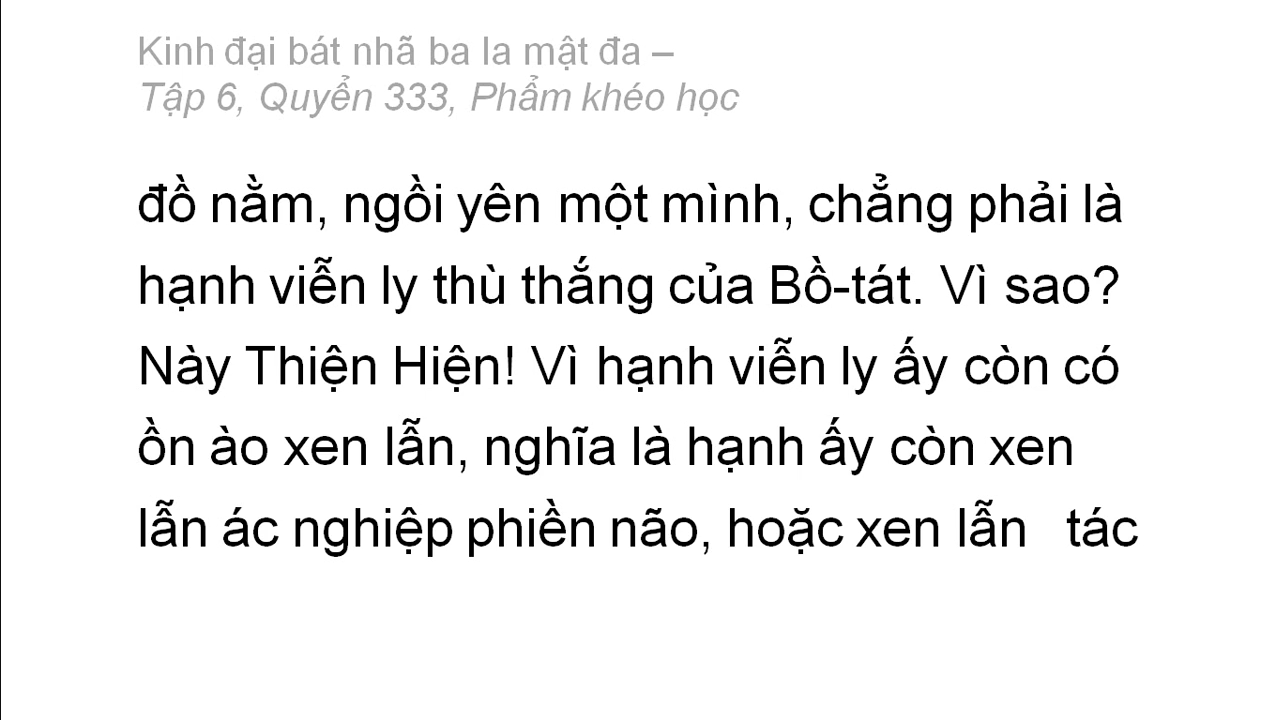 Kinh đại bát nhã ba la mật đa –
Tập 6, Quyển 333, Phẩm khéo học
đồ nằm, ngồi yên một mình, chẳng phải là
hạnh viễn ly thù thắng của Bồ-tát. Vì sao?
Này Thiện Hiện! Vì hạnh viễn ly ấy còn có
ồn ào xen lẫn, nghĩa là hạnh ấy còn xen
lẫn ác nghiệp phiền não, hoặc xen lẫn tác